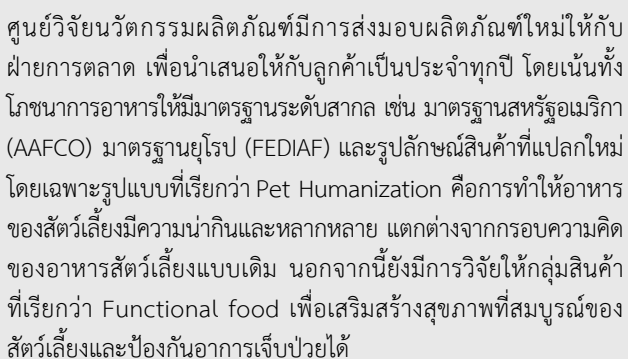 ศูนย์วิจัยนวัตกรรมผลิตภัณฑ์มีการส่งมอบผลิตภัณฑ์ใหม่ให้กับ
ฝ่ายการตลาด เพื่อนำเสนอให้กับลูกค้าเป็นประจำทุกปี โดยเน้นทั้ง
โภชนาการอาหารให้มีมาตรฐานระดับสากล เช่น มาตรฐานสหรัฐอเมริกา
(AAFCO) มาตรฐานยุโรป (FEDIAF) และรูปลักษณ์สินค้าที่แปลกใหม่
โดยเฉพาะรูปแบบที่เรียกว่า Pet Humanization คือการทำให้อาหาร
ของสัตว์เลี้ยงมีความน่ากินและหลากหลาย แตกต่างจากกรอบความคิด
ของอาหารสัตว์เลี้ยงแบบเดิม นอกจากนี้ยังมีการวิจัยให้กลุ่มสินค้า
ที่เรียกว่า Functional food เพื่อเสริมสร้างสุขภาพที่สมบูรณ์ของ
สัตว์เลี้ยงและป้องกันอาการเจ็บป่วยได้